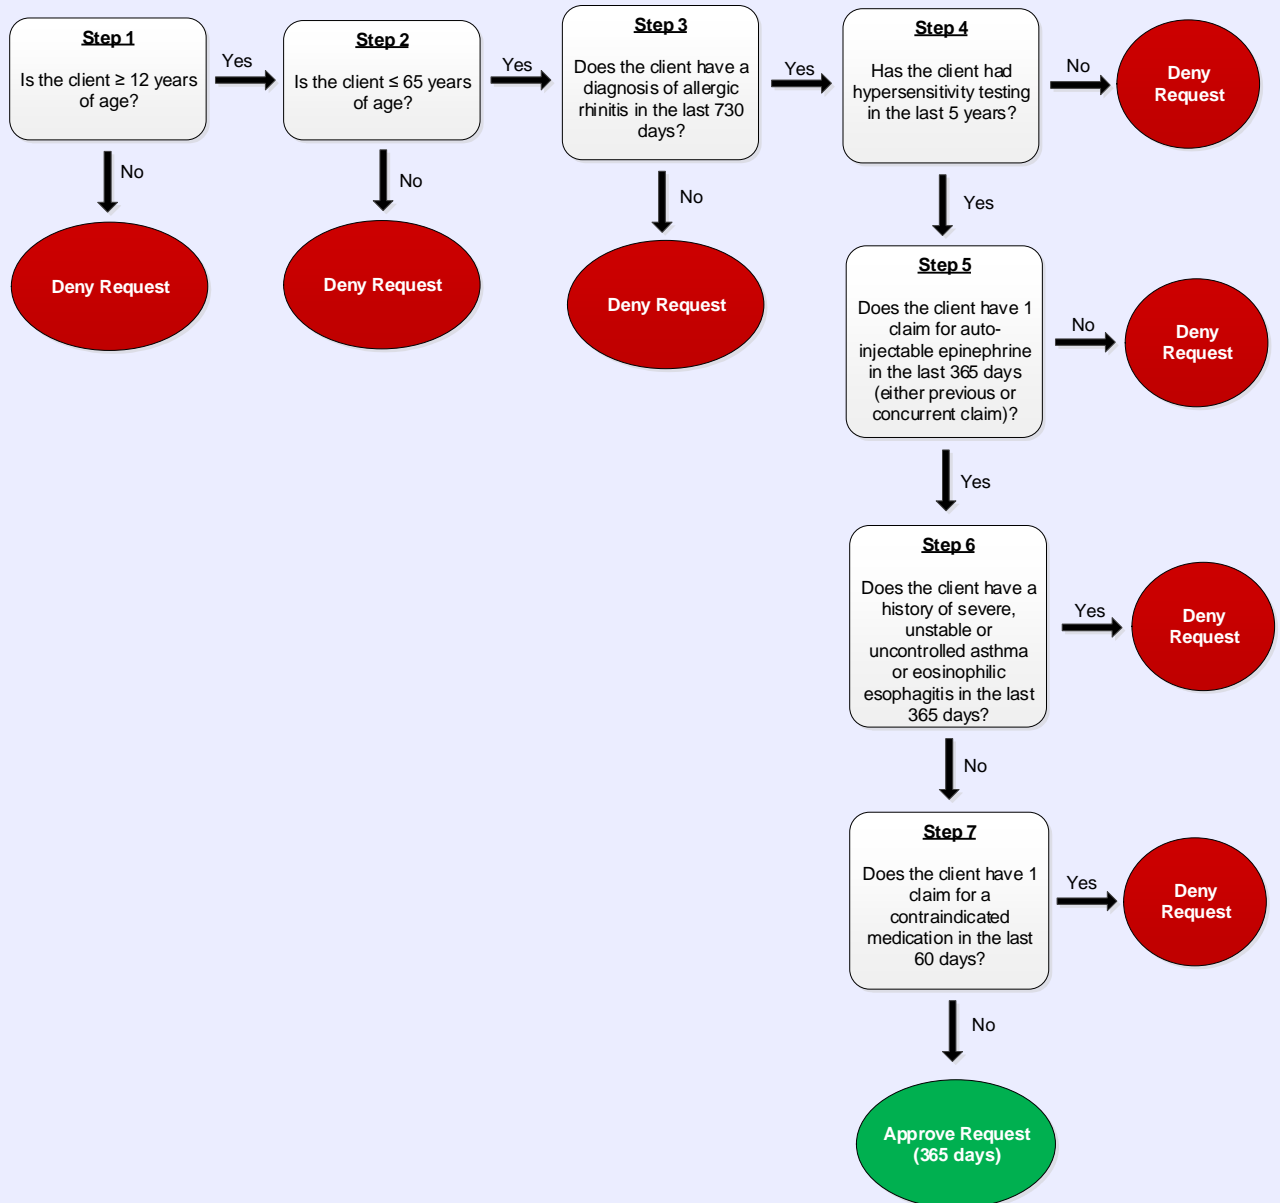 Step 1
Is the client ≥ 12 years
of age?
Yes
No
Deny Request
Step 2
Is the client ≤ 65 years
of age?
Yes
No
Deny Request
Step 3
Does the client have a
diagnosis of allergic
rhinitis in the last 730
days?
Yes
No
Deny Request
Step 4
Has the client had
hypersensitivity testing
in the last 5 years?
No
Deny
Request
Yes
Step 5
Does the client have 1
claim for auto-
injectable epinephrine
in the last 365 days
(either previous or
concurrent claim)?
No
Deny
Request
Yes
Step 6
Does the client have a
history of severe,
unstable or
uncontrolled asthma
or eosinophilic
esophagitis in the last
365 days?
Yes
Deny
Request
No
Step 7
Does the client have 1
claim for a
contraindicated
medication in the last
60 days?
Yes
Deny
Request
No
Approve Request
(365 days)